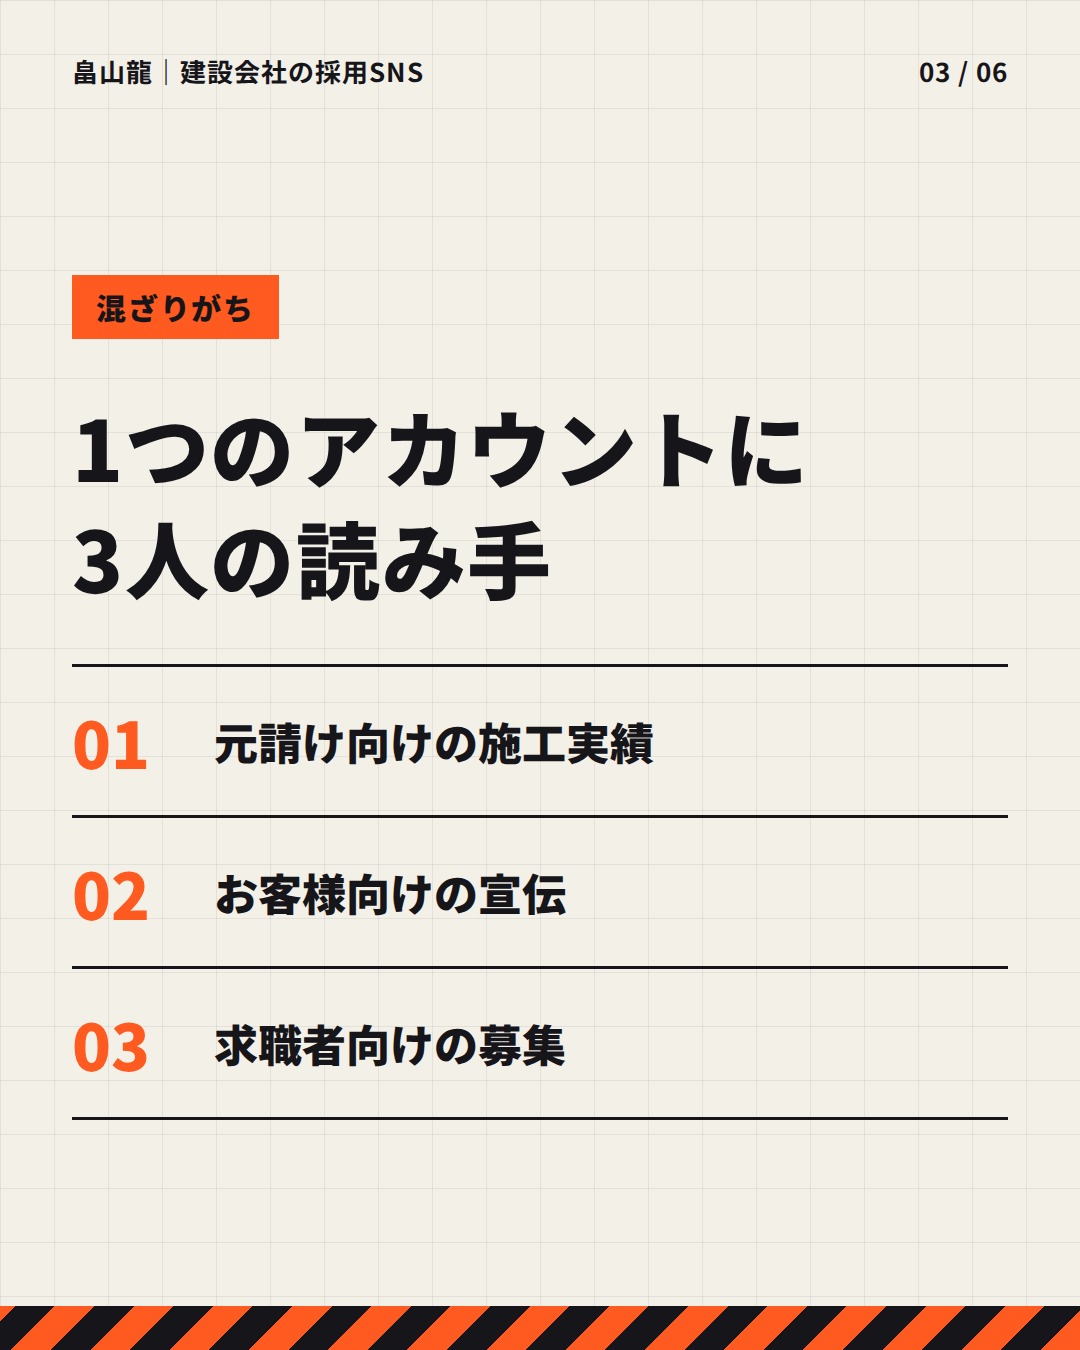 畠山龍｜建設会社の採用SNS
03 / 06
混ざりがち
1つのアカウントに
3人の読み手
01 元請け向けの施工実績
02 お客様向けの宣伝
03 求職者向けの募集